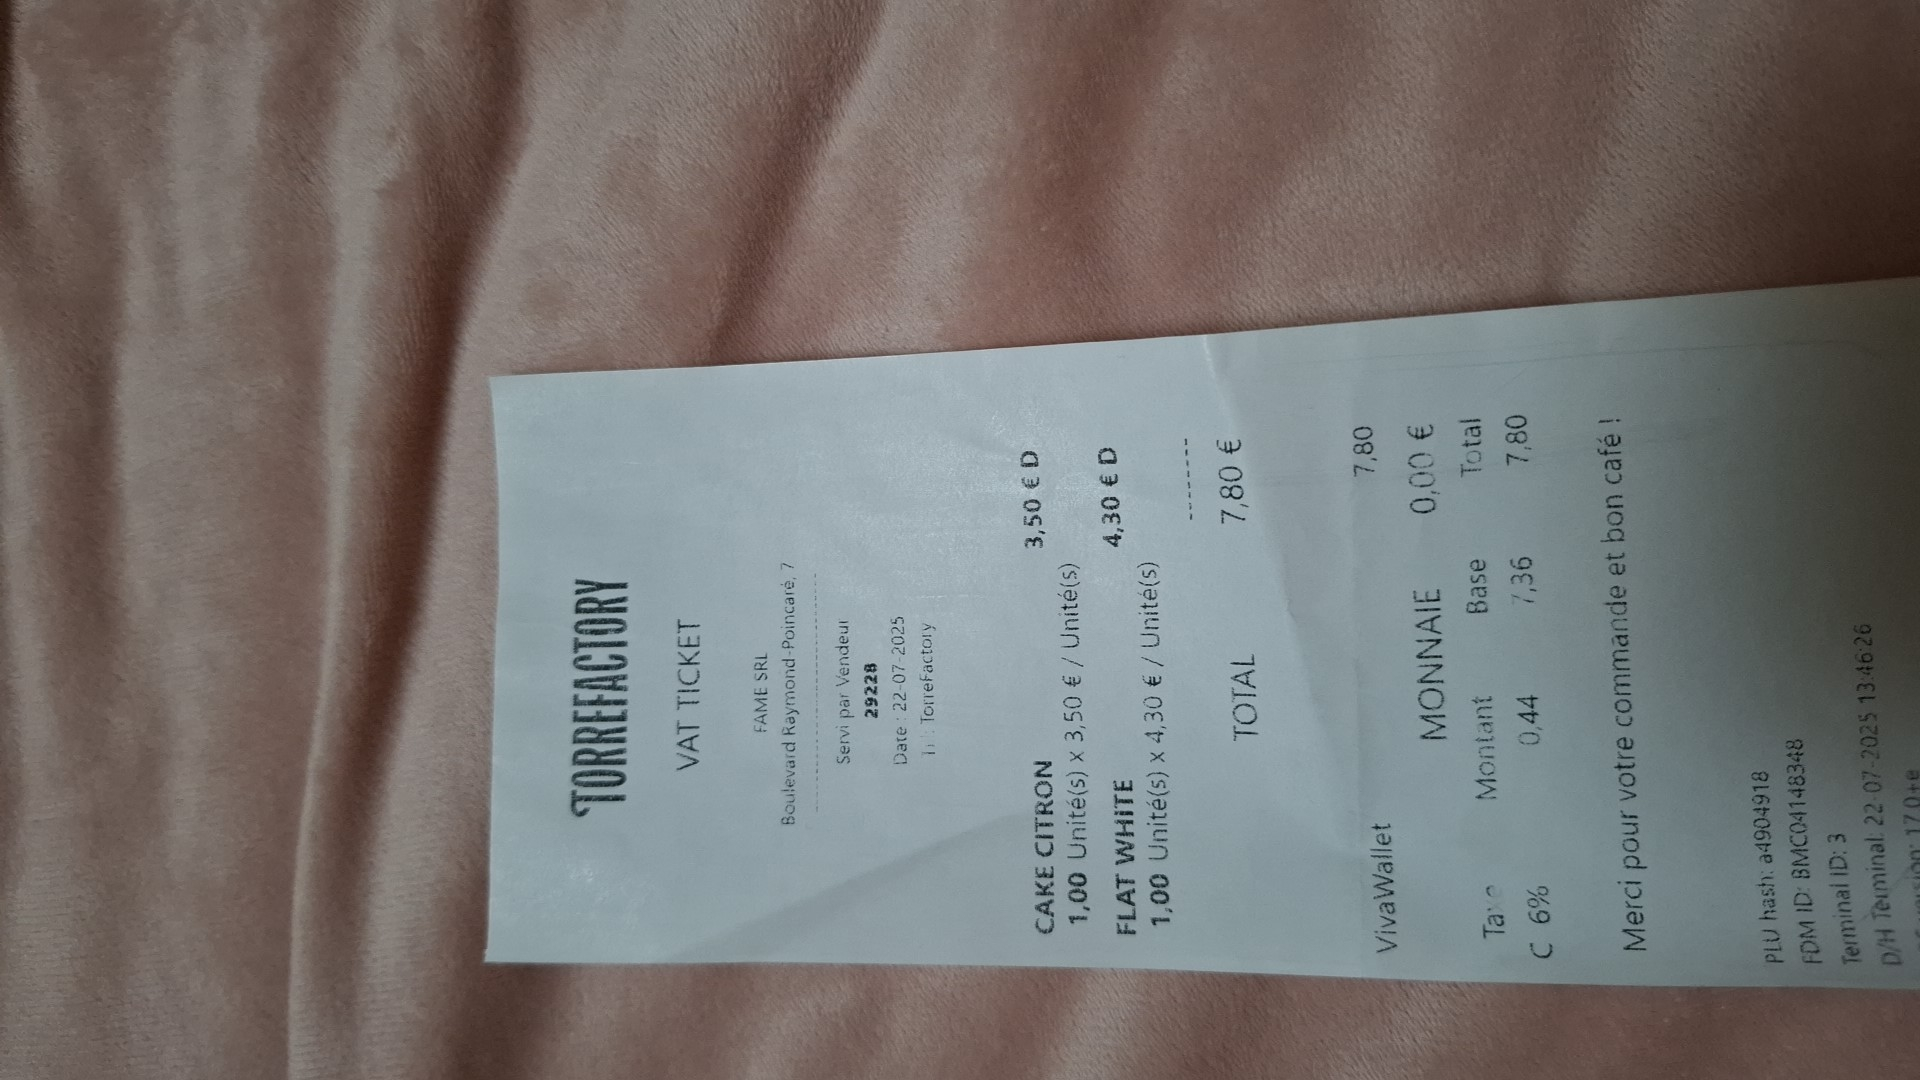 TORREFACTORY
VAT TICKET
FAME SRL
Boulevard Raymond-Poincaré, 7
Servi par Vendeur
29228
Date : 22-07-2025
TorreFactory
CAKE CITRON 3,50 € D
1,00 Unité(s) x 3,50 € / Unité(s)
FLAT WHITE 4,30 € D
1,00 Unité(s) x 4,30 € / Unité(s)
--------
TOTAL 7,80 €
VivaWallet 7,80
MONNAIE 0,00 €
Taxe Montant Base Total
C 6% 0,44 7,36 7,80
Merci pour votre commande et bon café !
PLU hash: a4904918
FDM ID: BMC04148348
Terminal ID: 3
D/H Terminal: 22-07-2025 13:46:26
17.0+e